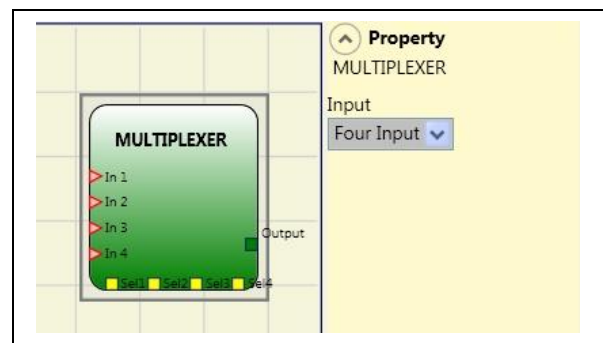 MULTIPLEXER
In 1
In 2
In 3
In 4
Output
Sel1 Sel2 Sel3 Sel4
Property
MULTIPLEXER
Input
Four Input